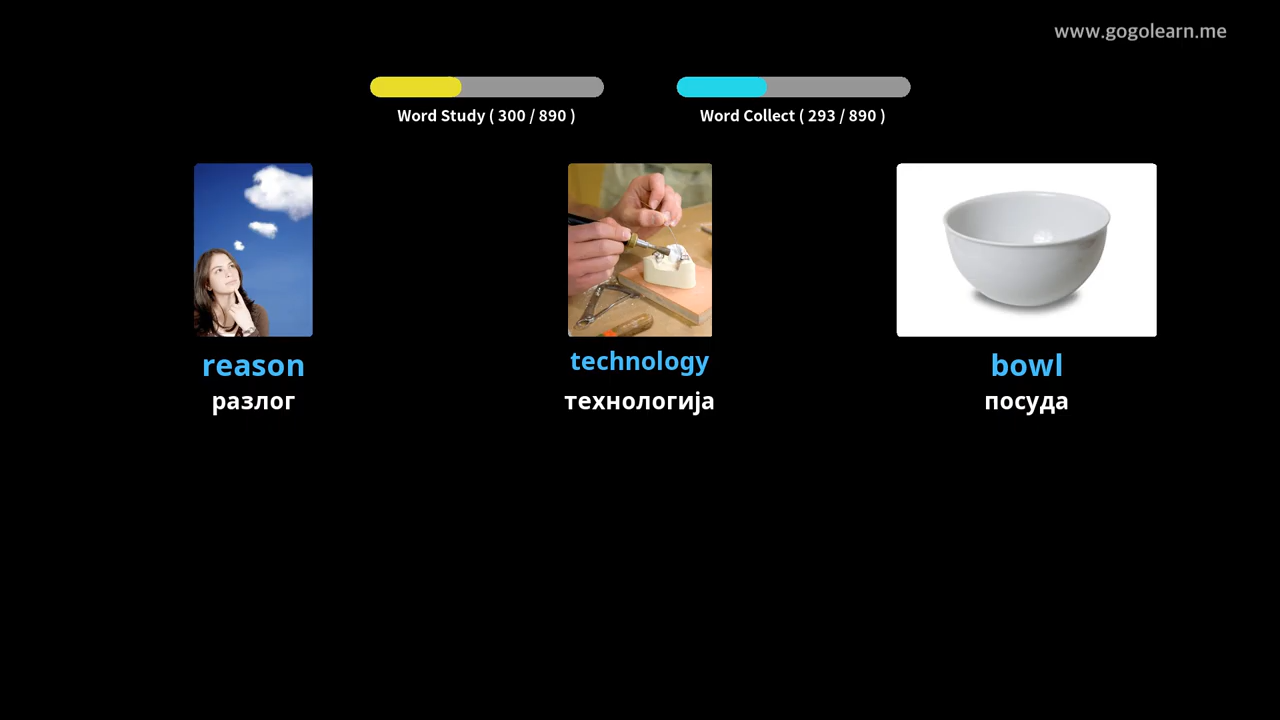 www.gogolearn.me
Word Study ( 300 / 890 )
Word Collect ( 293 / 890 )
reason
technology
bowl
разлог
технологија
посуда